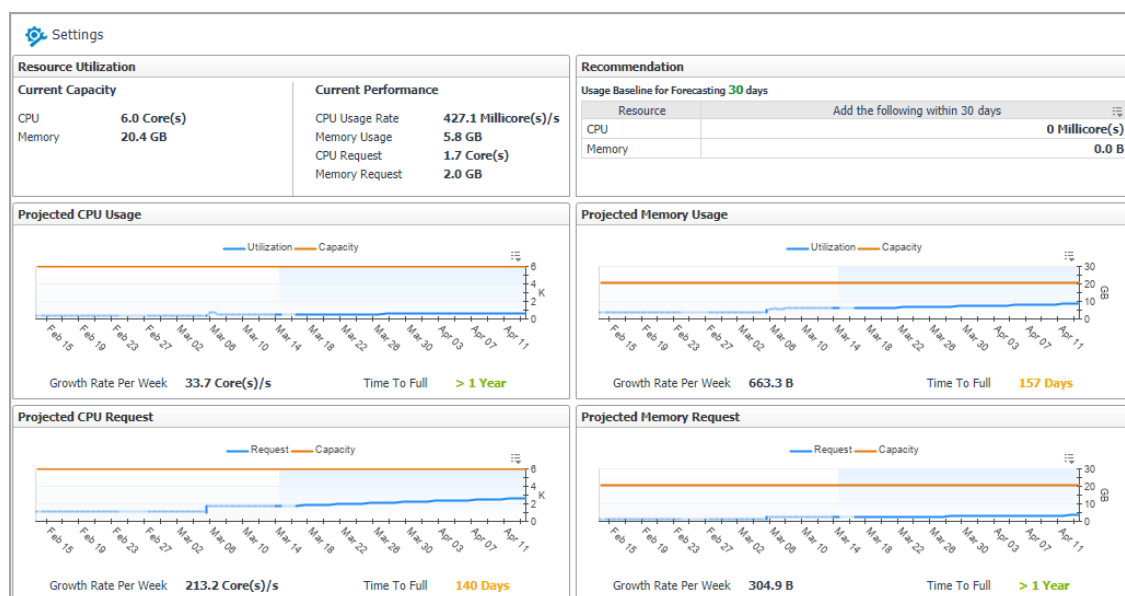 Settings
Resource Utilization
Current Capacity
CPU 6.0 Core(s)
Memory 20.4 GB
Current Performance
CPU Usage Rate 427.1 Millicore(s)/s
Memory Usage 5.8 GB
CPU Request 1.7 Core(s)
Memory Request 2.0 GB
Recommendation
Usage Baseline for Forecasting 30 days
Resource Add the following within 30 days
CPU 0 Millicore(s)
Memory 0.0 B
Projected CPU Usage
Utilization Capacity
6
4
2
0
K
Feb 15 Feb 19 Feb 23 Feb 27 Mar 02 Mar 06 Mar 10 Mar 14 Mar 18 Mar 22 Mar 26 Mar 30 Apr 03 Apr 07 Apr 11
Growth Rate Per Week 33.7 Core(s)/s Time To Full > 1 Year
Projected Memory Usage
Utilization Capacity
30
20
10
0
GB
Feb 15 Feb 19 Feb 23 Feb 27 Mar 02 Mar 06 Mar 10 Mar 14 Mar 18 Mar 22 Mar 26 Mar 30 Apr 03 Apr 07 Apr 11
Growth Rate Per Week 663.3 B Time To Full 157 Days
Projected CPU Request
Request Capacity
6
4
2
0
K
Feb 15 Feb 19 Feb 23 Feb 27 Mar 02 Mar 06 Mar 10 Mar 14 Mar 18 Mar 22 Mar 26 Mar 30 Apr 03 Apr 07 Apr 11
Growth Rate Per Week 213.2 Core(s)/s Time To Full 140 Days
Projected Memory Request
Request Capacity
30
20
10
0
GB
Feb 15 Feb 19 Feb 23 Feb 27 Mar 02 Mar 06 Mar 10 Mar 14 Mar 18 Mar 22 Mar 26 Mar 30 Apr 03 Apr 07 Apr 11
Growth Rate Per Week 304.9 B Time To Full > 1 Year